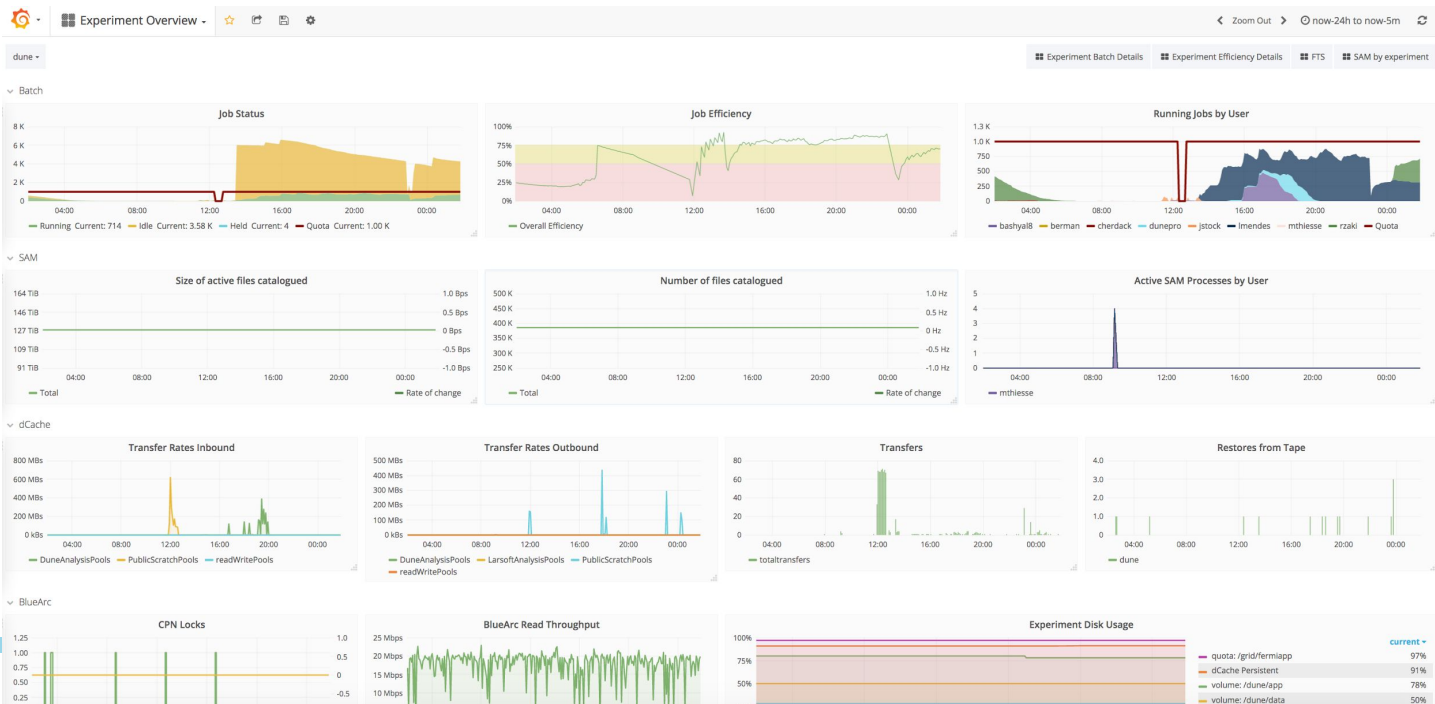 Experiment Overview
Zoom Out now-24h to now-5m
dune
Experiment Batch Details Experiment Efficiency Details FTS SAM by experiment
Batch
Job Status
8 K
6 K
4 K
2 K
0
04:00 08:00 12:00 16:00 20:00 00:00
Running Current: 714 Idle Current: 3.58 K Held Current: 4 Quota Current: 1.00 K
Job Efficiency
100%
75%
50%
25%
0%
04:00 08:00 12:00 16:00 20:00 00:00
Overall Efficiency
Running Jobs by User
1.3 K
1.0 K
750
500
250
0
04:00 08:00 12:00 16:00 20:00 00:00
bashyal8 berman cherdack dunepro jstock lmendes mthiesse rzaki Quota
SAM
Size of active files catalogued
164 TiB 1.0 Bps
146 TiB 0.5 Bps
127 TiB 0 Bps
109 TiB -0.5 Bps
91 TiB -1.0 Bps
04:00 08:00 12:00 16:00 20:00 00:00
Total Rate of change
Number of files catalogued
500 K 1.0 Hz
450 K 0.5 Hz
400 K 0 Hz
350 K
300 K -0.5 Hz
250 K -1.0 Hz
04:00 08:00 12:00 16:00 20:00 00:00
Total Rate of change
Active SAM Processes by User
5
4
3
2
1
0
04:00 08:00 12:00 16:00 20:00 00:00
mthiesse
dCache
Transfer Rates Inbound
800 MBs
600 MBs
400 MBs
200 MBs
0 kBs
04:00 08:00 12:00 16:00 20:00 00:00
DuneAnalysisPools PublicScratchPools readWritePools
Transfer Rates Outbound
500 MBs
400 MBs
300 MBs
200 MBs
100 MBs
0 kBs
04:00 08:00 12:00 16:00 20:00 00:00
DuneAnalysisPools LarsoftAnalysisPools PublicScratchPools
readWritePools
Transfers
80
60
40
20
0
04:00 08:00 12:00 16:00 20:00 00:00
totaltransfers
Restores from Tape
4.0
3.0
2.0
1.0
0
04:00 08:00 12:00 16:00 20:00 00:00
dune
BlueArc
CPN Locks
1.25 1.0
1.00 0.5
0.75 0
0.50 -0.5
0.25
BlueArc Read Throughput
25 Mbps
20 Mbps
15 Mbps
10 Mbps
Experiment Disk Usage
100%
75%
50%
current
quota: /grid/fermiapp 97%
dCache Persistent 91%
volume: /dune/app 78%
volume: /dune/data 50%